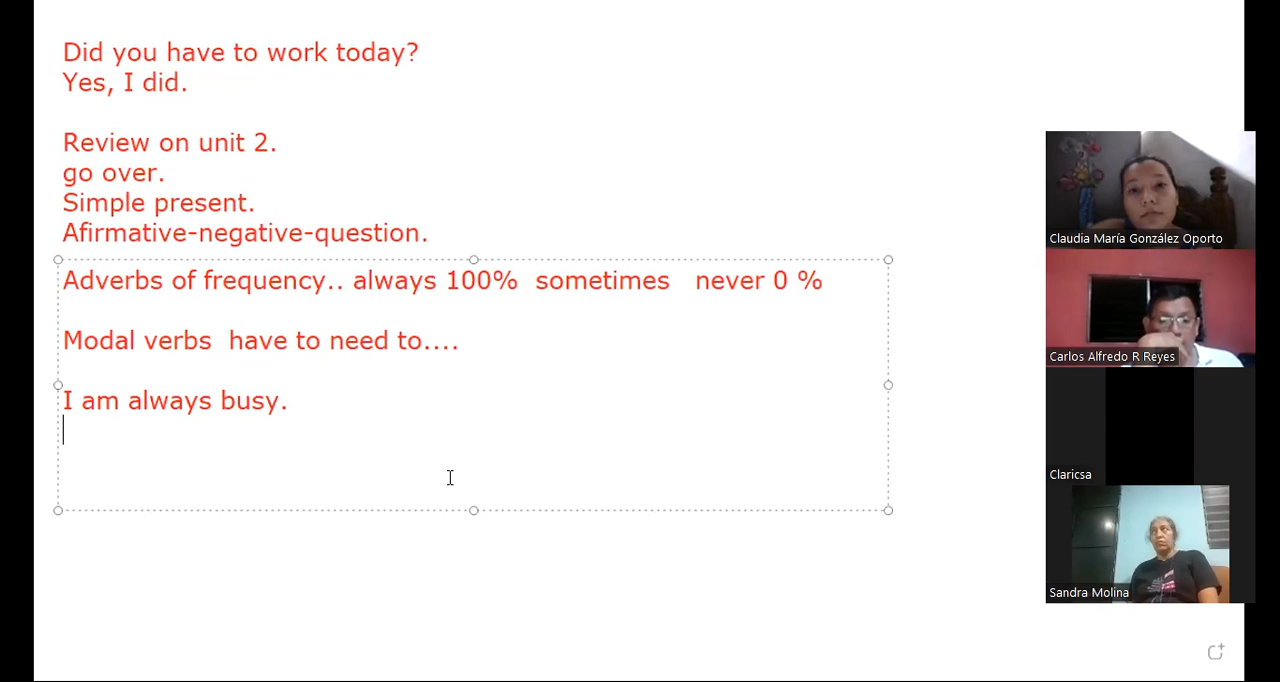 Did you have to work today?
Yes, I did.
Review on unit 2.
go over.
Simple present.
Afirmative-negative-question.
Adverbs of frequency.. always 100%  sometimes   never 0 %
Modal verbs  have to need to....
I am always busy.
Claudia María González Oporto
Carlos Alfredo R Reyes
Claricsa
Sandra Molina